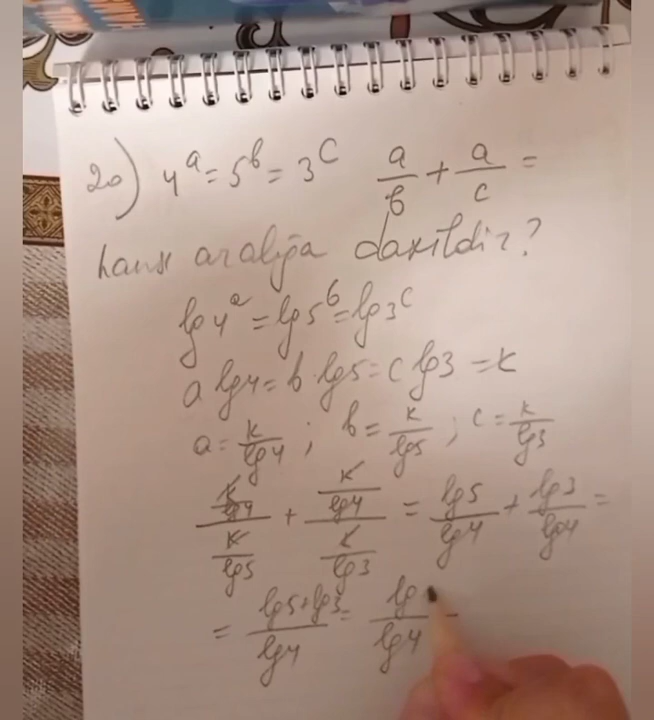 20) 4^a = 5^b = 3^c a/b + a/c =
hansı aralığa daxildir?
lg4^a = lg5^b = lg3^c
a lg4 = b·lg5 = c lg3 = k
a = k/lg4 ; b = k/lg5 ; c = k/lg3
(k/lg4)/(k/lg5) + (k/lg4)/(k/lg3) = lg5/lg4 + lg3/lg4 =
= (lg5+lg3)/lg4 = lg/lg4